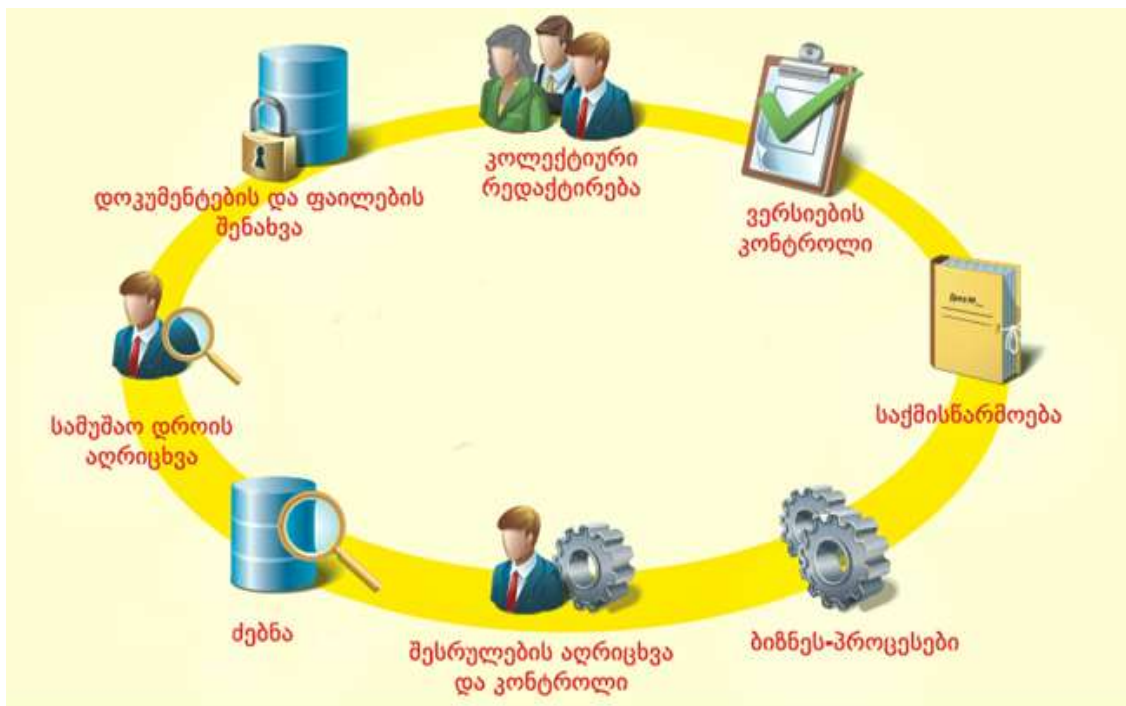 კოლექტიური
რედაქტირება
დოკუმენტების და ფაილების
შენახვა
ვერსიების
კონტროლი
საქმისწარმოება
სამუშაო დროის
აღრიცხვა
ძებნა
შესრულების აღრიცხვა
და კონტროლი
ბიზნეს-პროცესები